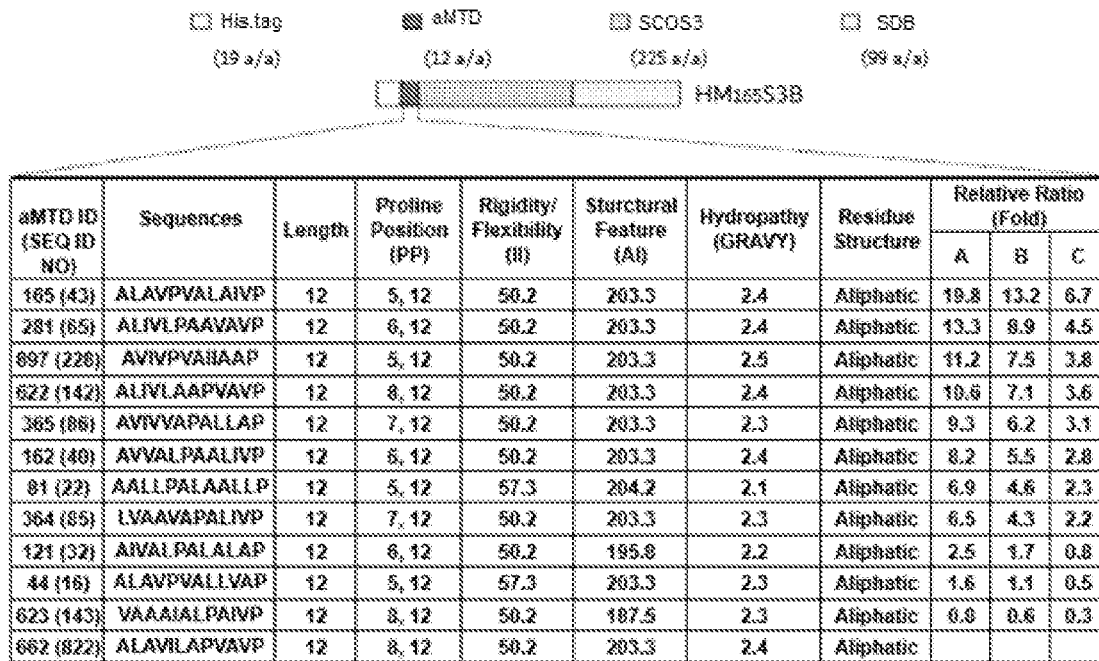 His.tag aMTD SCOS3 SDB
(19 a/a) (12 a/a) (225 a/a) (99 a/a)
HM165S3B
aMTD ID (SEQ ID NO) Sequences Length Proline Position (PP) Rigidity/ Flexibility (II) Sturctural Feature (AI) Hydropathy (GRAVY) Residue Structure Relative Ratio (Fold)
A B C
165 (43) ALAVPVALAIVP 12 5, 12 50.2 203.3 2.4 Aliphatic 19.8 13.2 6.7
281 (65) ALIVLPAAVAVP 12 6, 12 50.2 203.3 2.4 Aliphatic 13.3 8.9 4.5
897 (228) AVIVPVAIIAAP 12 5, 12 50.2 203.3 2.5 Aliphatic 11.2 7.5 3.8
622 (142) ALIVLAAPVAVP 12 8, 12 50.2 203.3 2.4 Aliphatic 10.6 7.1 3.6
365 (86) AVIVVAPALLAP 12 7, 12 50.2 203.3 2.3 Aliphatic 9.3 6.2 3.1
162 (40) AVVALPAALIVP 12 6, 12 50.2 203.3 2.4 Aliphatic 8.2 5.5 2.8
81 (22) AALLPALAALLP 12 5, 12 57.3 204.2 2.1 Aliphatic 6.9 4.6 2.3
364 (85) LVAAVAPALIVP 12 7, 12 50.2 203.3 2.3 Aliphatic 6.5 4.3 2.2
121 (32) AIVALPALALAP 12 6, 12 50.2 195.8 2.2 Aliphatic 2.5 1.7 0.8
44 (16) ALAVPVALLVAP 12 5, 12 57.3 203.3 2.3 Aliphatic 1.6 1.1 0.5
623 (143) VAAAIALPAIVP 12 8, 12 50.2 187.5 2.3 Aliphatic 0.8 0.6 0.3
662 (822) ALAVILAPVAVP 12 8, 12 50.2 203.3 2.4 Aliphatic